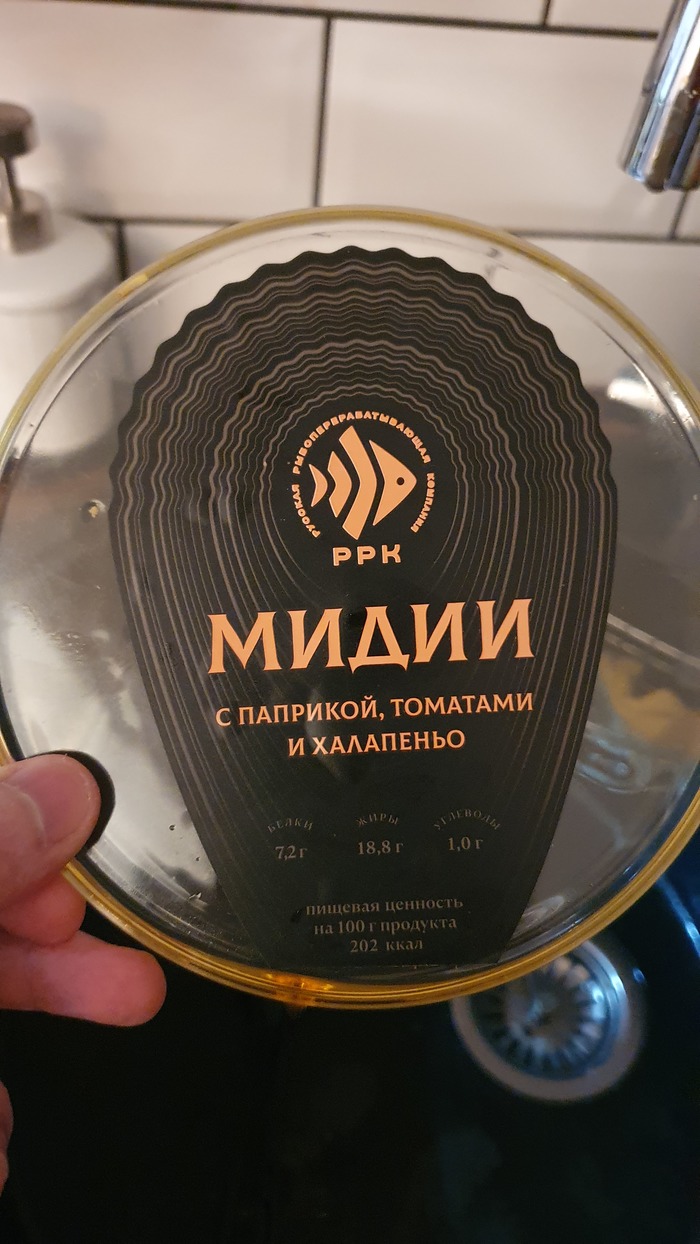 РУССКАЯ РЫБОПЕРЕРАБАТЫВАЮЩАЯ КОМПАНИЯ
РРК
МИДИИ
С ПАПРИКОЙ, ТОМАТАМИ
И ХАЛАПЕНЬО
БЕЛКИ ЖИРЫ УГЛЕВОДЫ
7,2 г 18,8 г 1,0 г
пищевая ценность
на 100 г продукта
202 ккал